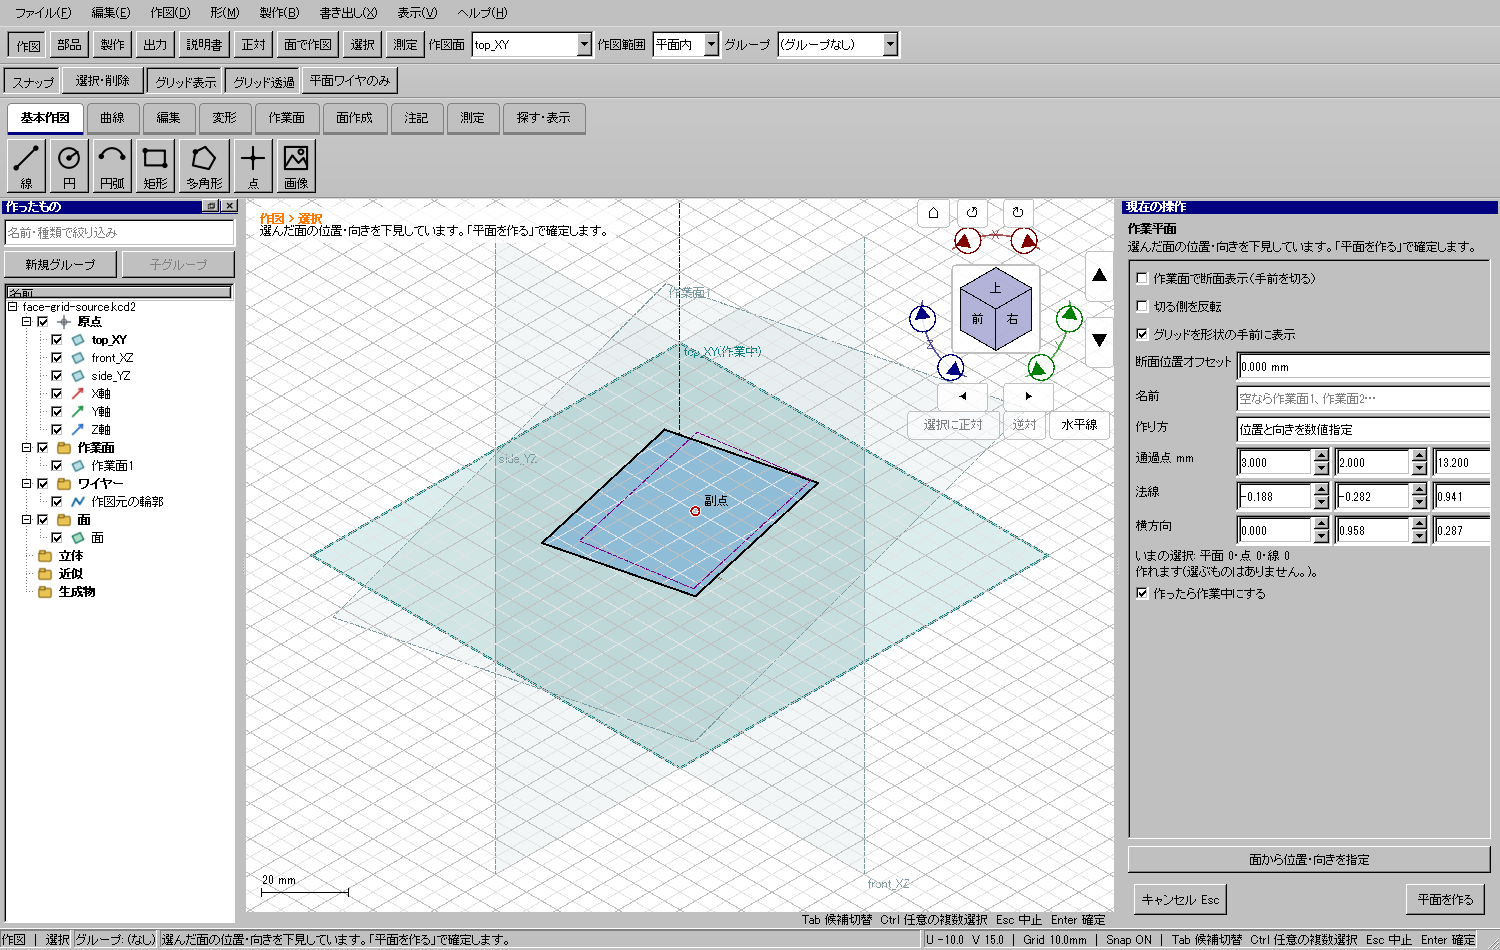 ファイル(F) 編集(E) 作図(D) 形(M) 製作(B) 書き出し(X) 表示(V) ヘルプ(H)
作図 部品 製作 出力 説明書 正対 面で作図 選択 測定 作図面 top_XY 作図範囲 平面内 グループ (グループなし)
スナップ 選択・削除 グリッド表示 グリッド透過 平面ワイヤのみ
基本作図 曲線 編集 変形 作業面 面作成 注記 測定 探す・表示
線 円 円弧 矩形 多角形 点 画像
作ったもの
名前・種類で絞り込み
新規グループ 子グループ
名前
face-grid-source.kcd2
原点
top_XY
front_XZ
side_YZ
X軸
Y軸
Z軸
作業面
作業面1
ワイヤー
作図元の輪郭
面
面
立体
近似
生成物
作図 > 選択
選んだ面の位置・向きを下見しています。「平面を作る」で確定します。
作業面1
top_XY(作業中)
side_YZ
副点
front_XZ
20 mm
X
Z
上
前 右
選択に正対 逆対 水平線
Tab 候補切替 Ctrl 任意の複数選択 Esc 中止 Enter 確定
現在の操作
作業平面
選んだ面の位置・向きを下見しています。「平面を作る」で確定します。
作業面で断面表示(手前を切る)
切る側を反転
グリッドを形状の手前に表示
断面位置オフセット 0.000 mm
名前 空なら作業面1、作業面2…
作り方 位置と向きを数値指定
通過点 mm 3.000 2.000 13.200
法線 -0.188 -0.282 0.941
横方向 0.000 0.958 0.287
いまの選択: 平面 0・点 0・線 0
作れます(選ぶものはありません。)。
作ったら作業中にする
面から位置・向きを指定
キャンセル Esc 平面を作る
作図 | 選択 グループ: (なし) 選んだ面の位置・向きを下見しています。「平面を作る」で確定します。 U -10.0 V 15.0 | Grid 10.0mm | Snap ON | Tab 候補切替 Ctrl 任意の複数選択 Esc 中止 Enter 確定